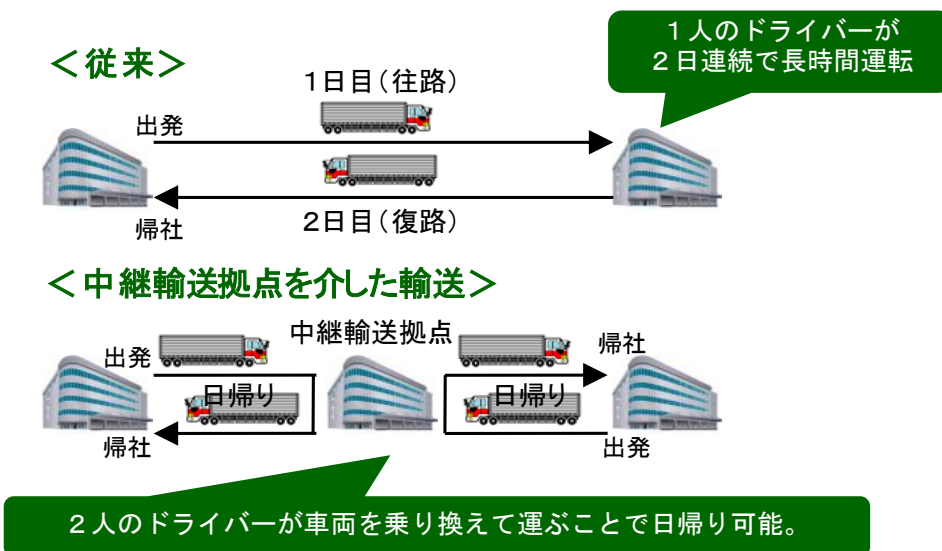 1人のドライバーが
2日連続で長時間運転
＜従来＞
1日目（往路）
出発
帰社
2日目（復路）
＜中継輸送拠点を介した輸送＞
中継輸送拠点
出発
帰社
日帰り
日帰り
帰社
出発
2人のドライバーが車両を乗り換えて運ぶことで日帰り可能。